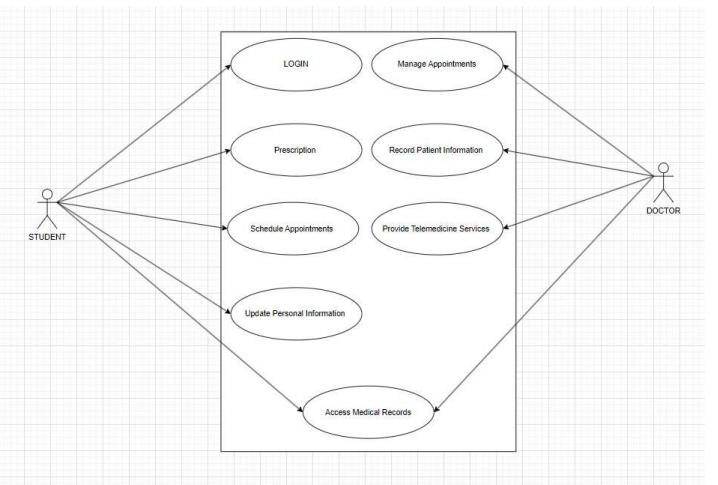 LOGIN
Manage Appointments
Prescription
Record Patient Information
STUDENT
DOCTOR
Schedule Appointments
Provide Telemedicine Services
Update Personal Information
Access Medical Records